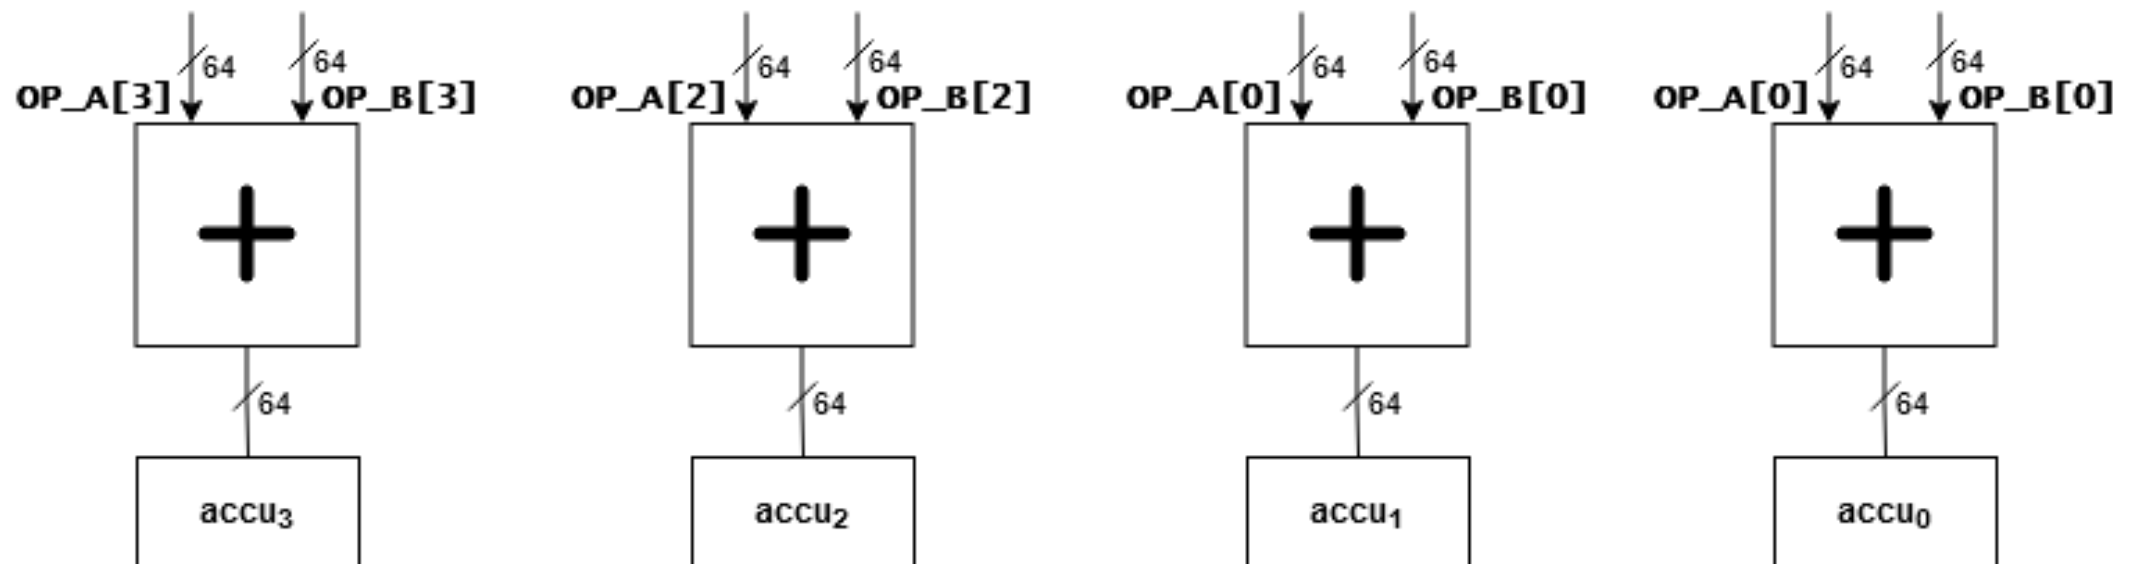 64 64 64 64 64 64 64 64
OP_A[3] OP_B[3] OP_A[2] OP_B[2] OP_A[0] OP_B[0] OP_A[0] OP_B[0]
+ + + +
64 64 64 64
accu3 accu2 accu1 accu0